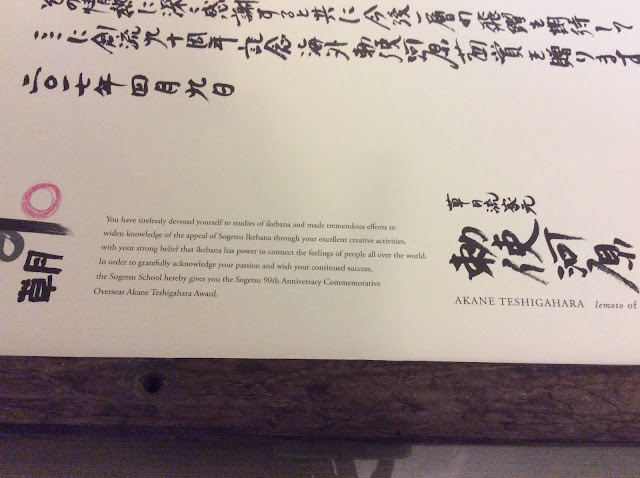 その情熱に深く感謝すると共に今後一層の飛躍を期待して
ここに創流九十周年記念海外勅使河原茜賞を贈ります
二〇一七年四月九日
草月
You have tirelessly devoted yourself to studies of ikebana and made tremendous efforts to
widen knowledge of the appeal of Sogetsu Ikebana through your excellent creative activities,
with your strong belief that ikebana has power to connect the feelings of people all over the world.
In order to gratefully acknowledge your passion and wish your continued success,
the Sogetsu School hereby gives you the Sogetsu 90th Anniversary Commemorative
Overseas Akane Teshigahara Award.
草月流家元
勅使河原
AKANE TESHIGAHARA Iemoto of